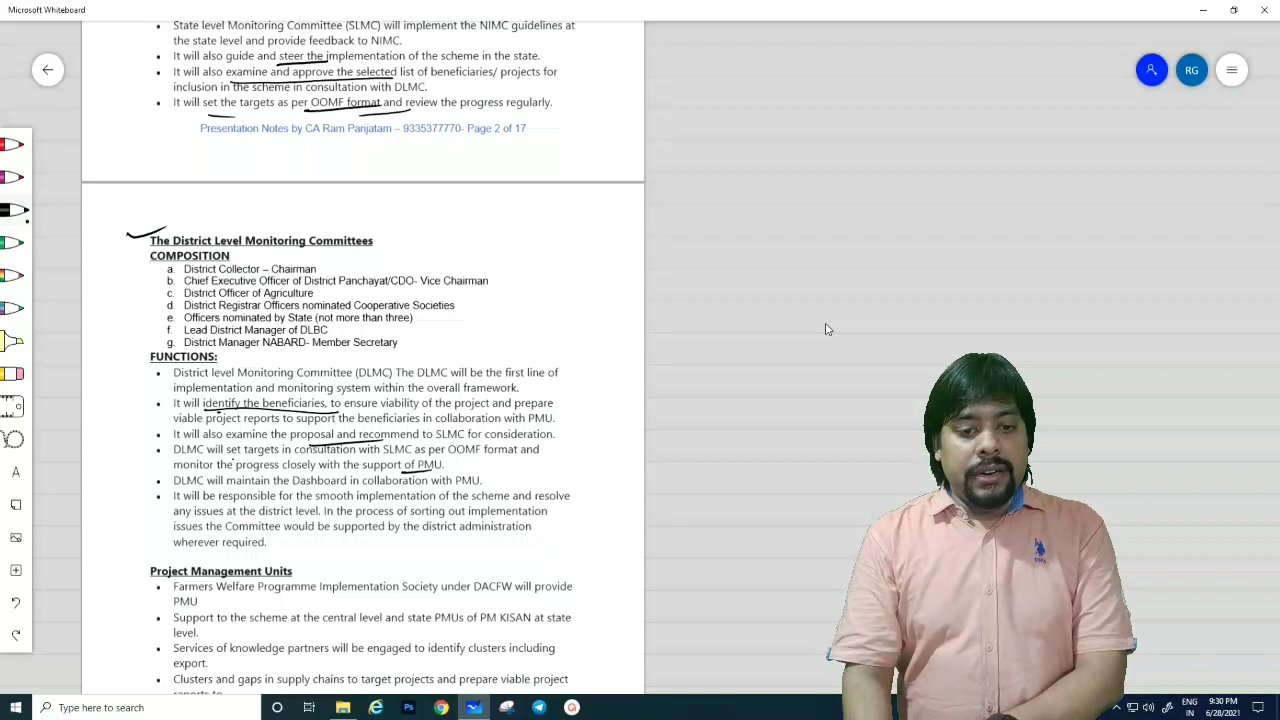 Microsoft Whiteboard
State level Monitoring Committee (SLMC) will implement the NIMC guidelines at
the state level and provide feedback to NIMC.
It will also guide and steer the implementation of the scheme in the state.
It will also examine and approve the selected list of beneficiaries/ projects for
inclusion in the scheme in consultation with DLMC.
It will set the targets as per OOMF format and review the progress regularly.
Presentation Notes by CA Ram Panjatam – 9335377770- Page 2 of 17
RG
The District Level Monitoring Committees
COMPOSITION
a. District Collector – Chairman
b. Chief Executive Officer of District Panchayat/CDO- Vice Chairman
c. District Officer of Agriculture
d. District Registrar Officers nominated Cooperative Societies
e. Officers nominated by State (not more than three)
f. Lead District Manager of DLBC
g. District Manager NABARD- Member Secretary
FUNCTIONS:
District level Monitoring Committee (DLMC) The DLMC will be the first line of
implementation and monitoring system within the overall framework.
It will identify the beneficiaries, to ensure viability of the project and prepare
viable project reports to support the beneficiaries in collaboration with PMU.
It will also examine the proposal and recommend to SLMC for consideration.
DLMC will set targets in consultation with SLMC as per OOMF format and
monitor the progress closely with the support of PMU.
DLMC will maintain the Dashboard in collaboration with PMU.
It will be responsible for the smooth implementation of the scheme and resolve
any issues at the district level. In the process of sorting out implementation
issues the Committee would be supported by the district administration
wherever required.
Project Management Units
Farmers Welfare Programme Implementation Society under DACFW will provide
PMU
Support to the scheme at the central level and state PMUs of PM KISAN at state
level.
Services of knowledge partners will be engaged to identify clusters including
export.
Clusters and gaps in supply chains to target projects and prepare viable project
reports to
Type here to search
ENG
9:30 PM
6/28/2021